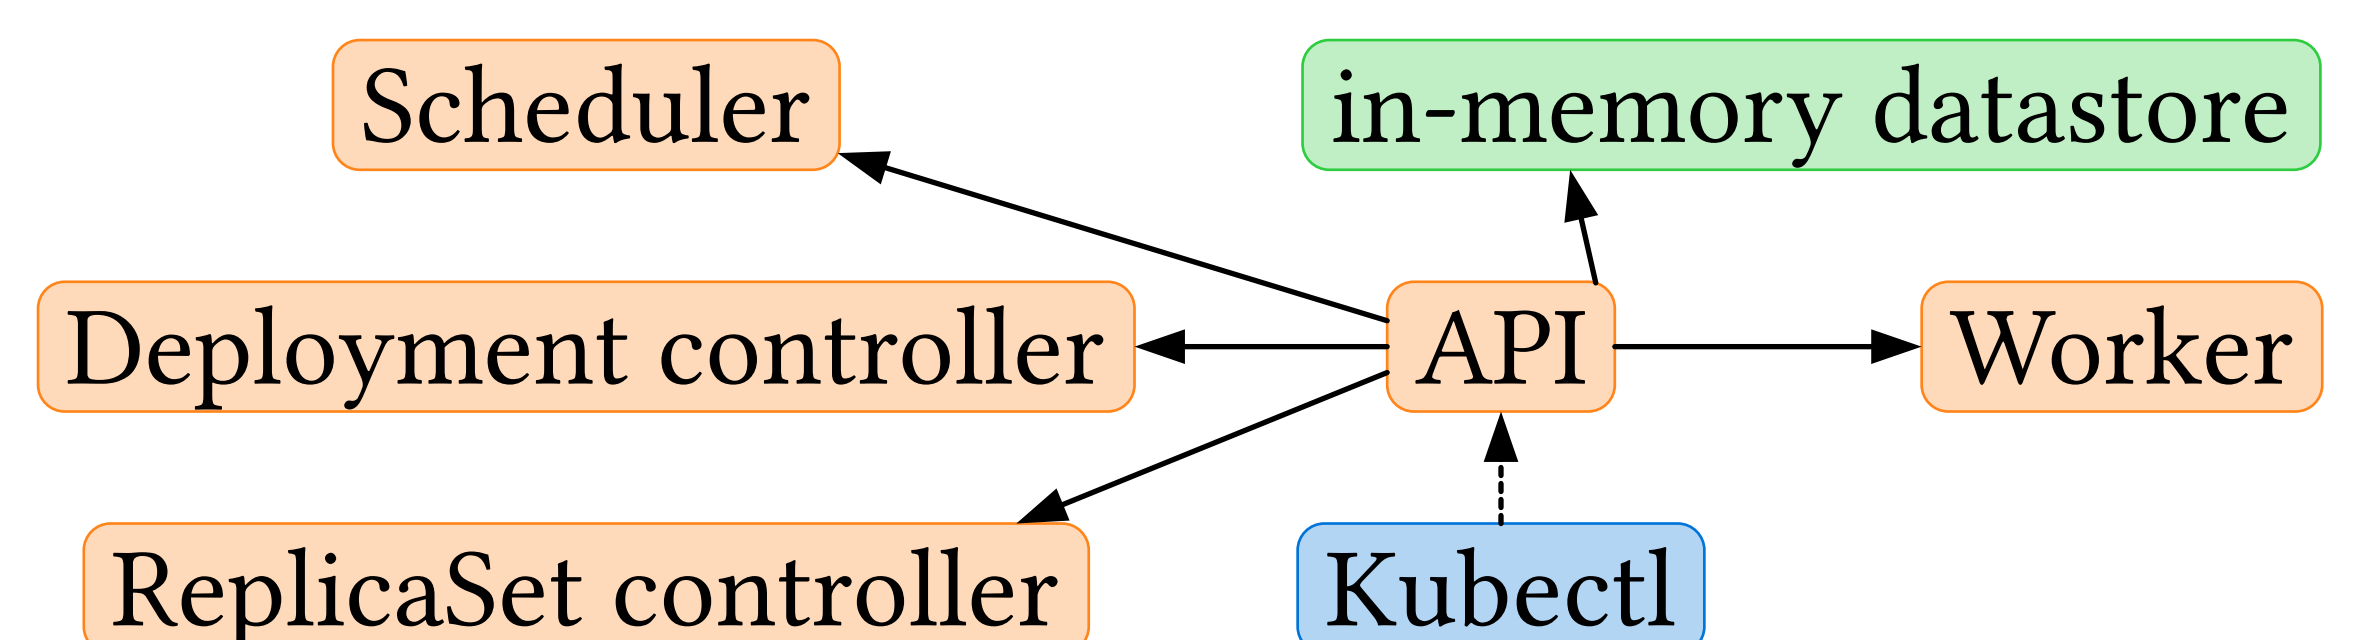 Scheduler
in-memory datastore
Deployment controller
API
Worker
ReplicaSet controller
Kubectl